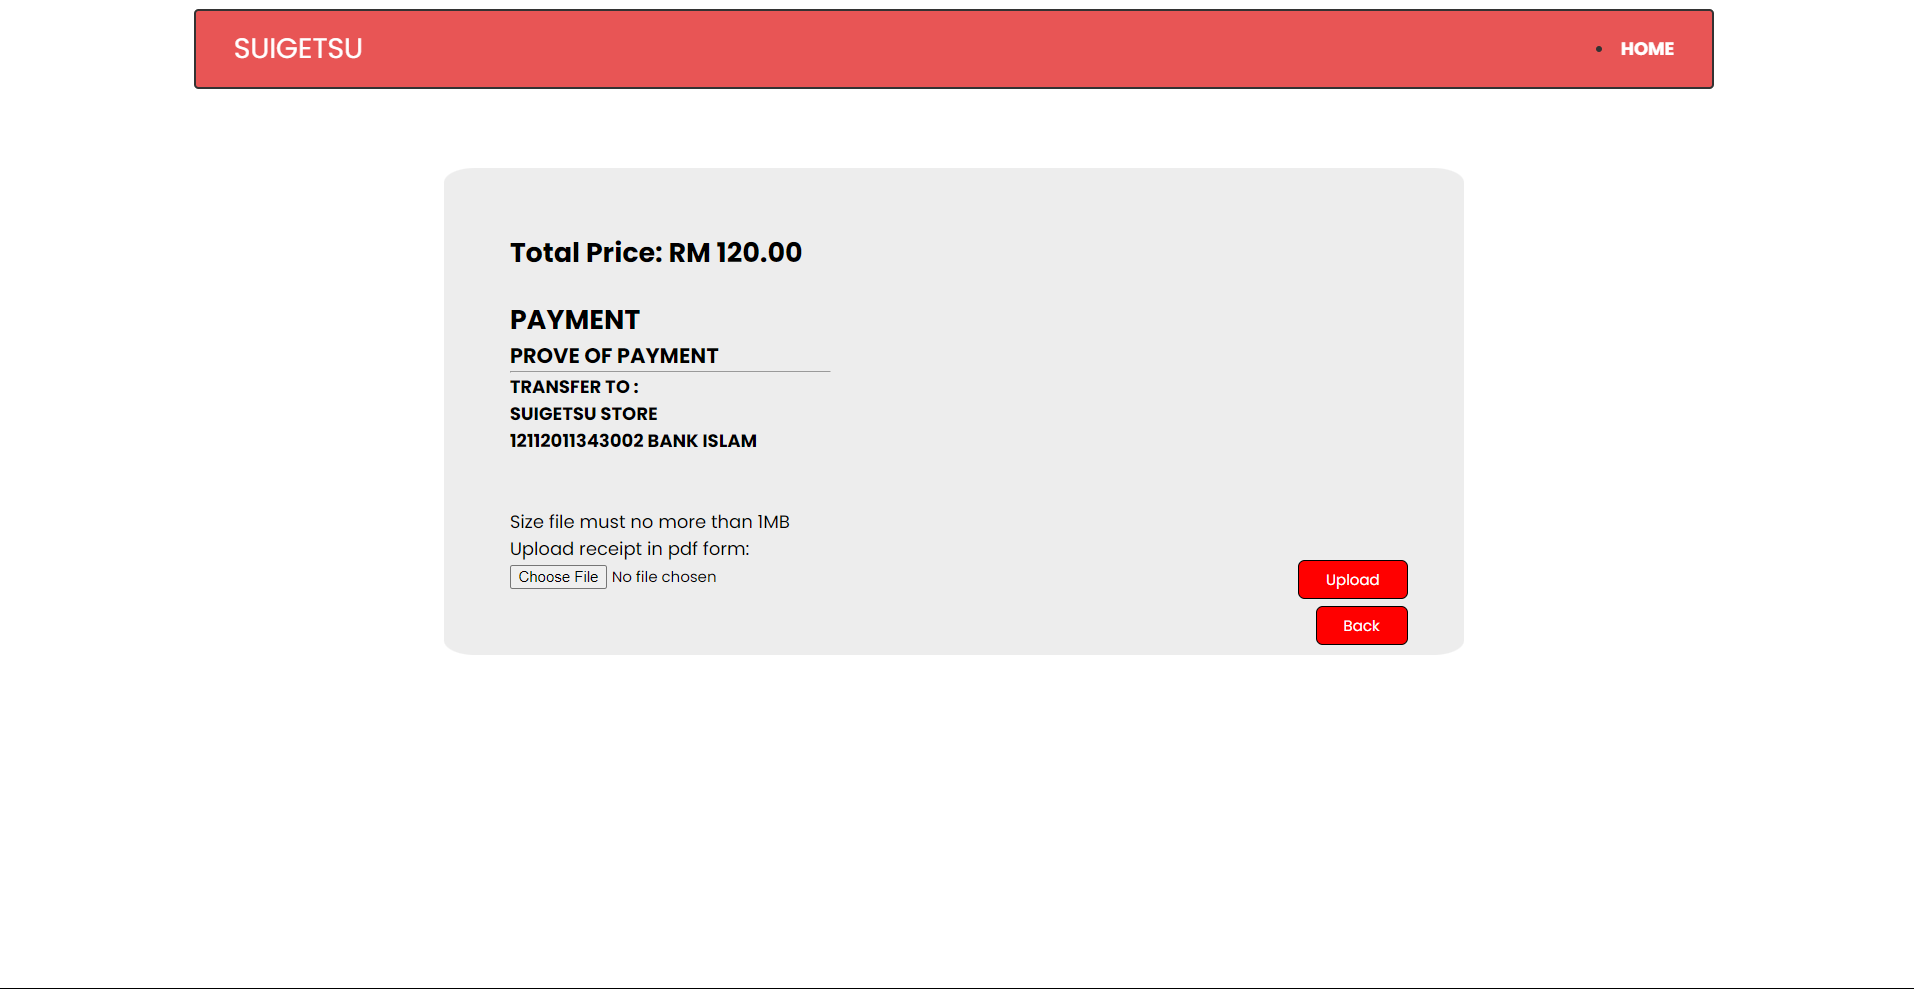 SUIGETSU
HOME
Total Price: RM 120.00
PAYMENT
PROVE OF PAYMENT
TRANSFER TO :
SUIGETSU STORE
12112011343002 BANK ISLAM
Size file must no more than 1MB
Upload receipt in pdf form:
Choose File No file chosen
Upload
Back